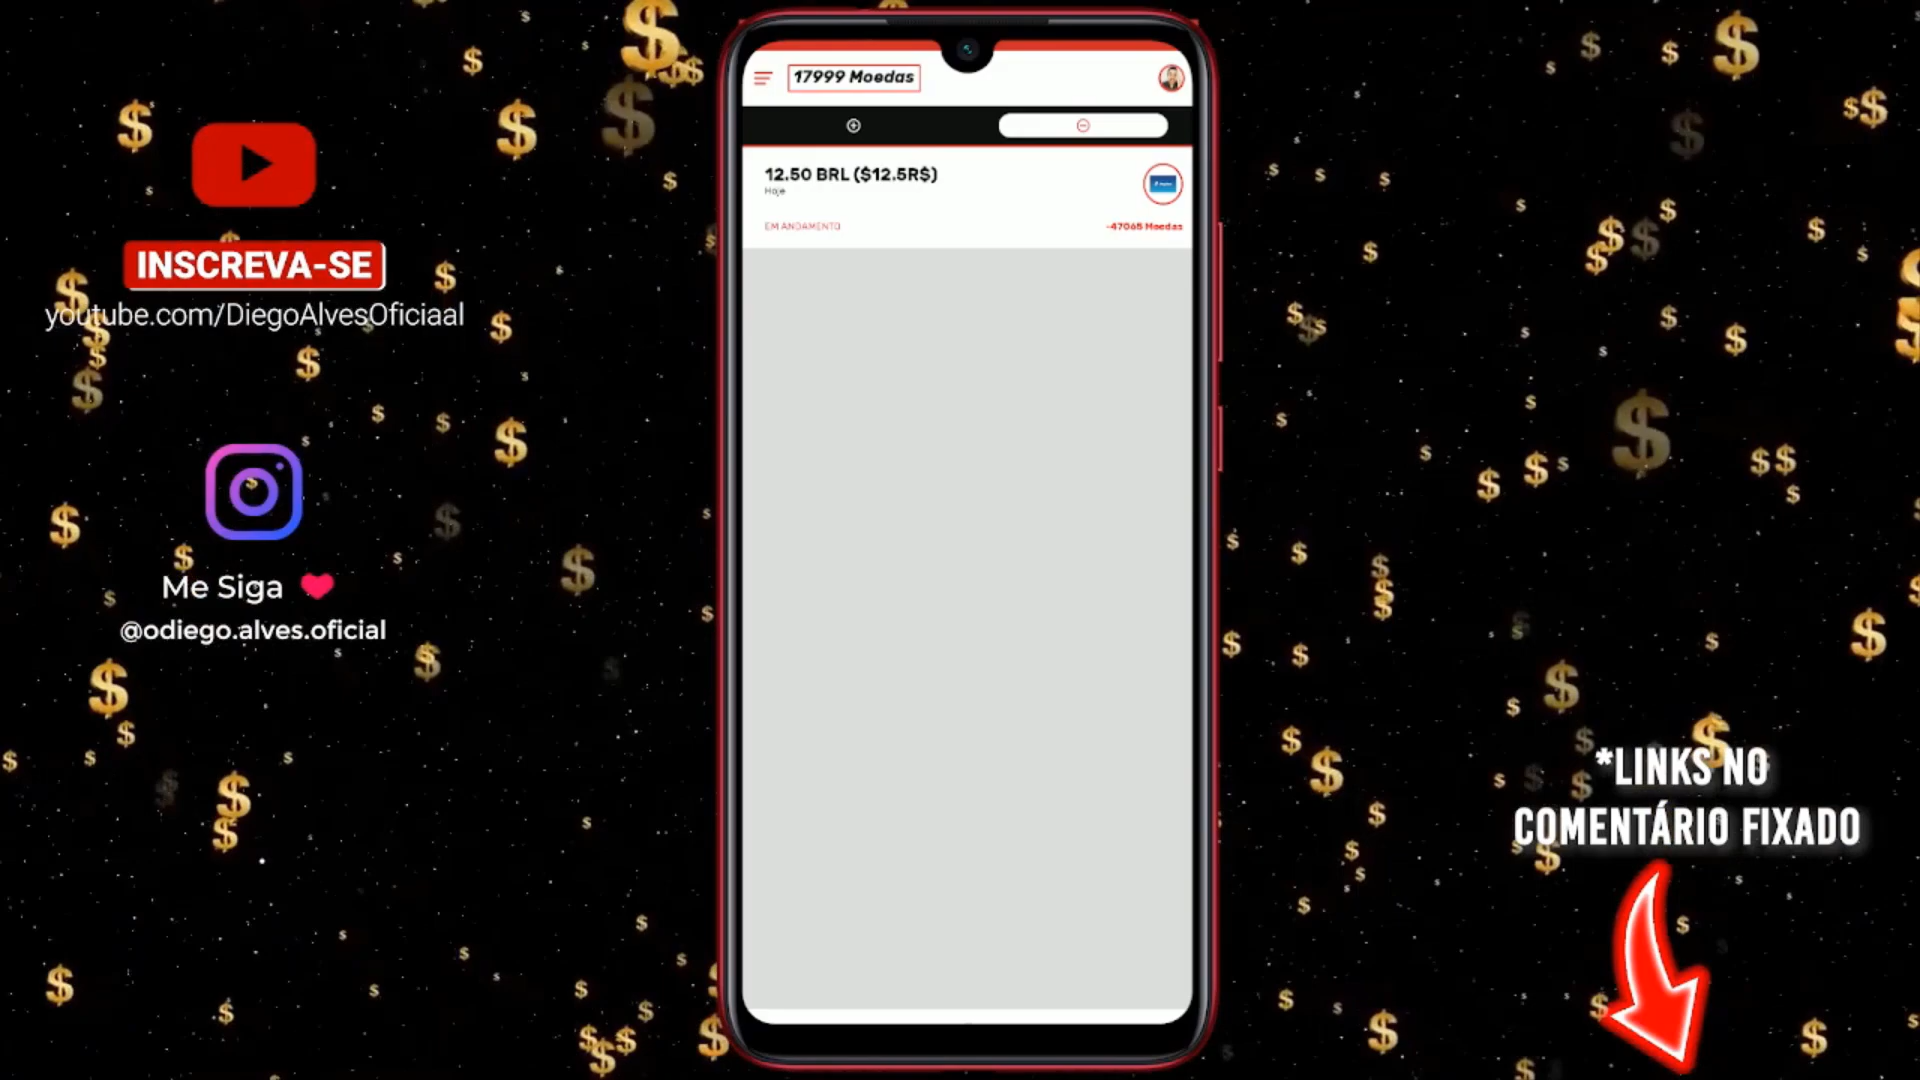 INSCREVA-SE
youtube.com/DiegoAlvesOficiaal
Me Siga
@odiego.alves.oficial
17999 Moedas
12.50 BRL ($12.5R$)
Hoje
EM ANDAMENTO
-47065 Moedas
*LINKS NO
COMENTÁRIO FIXADO